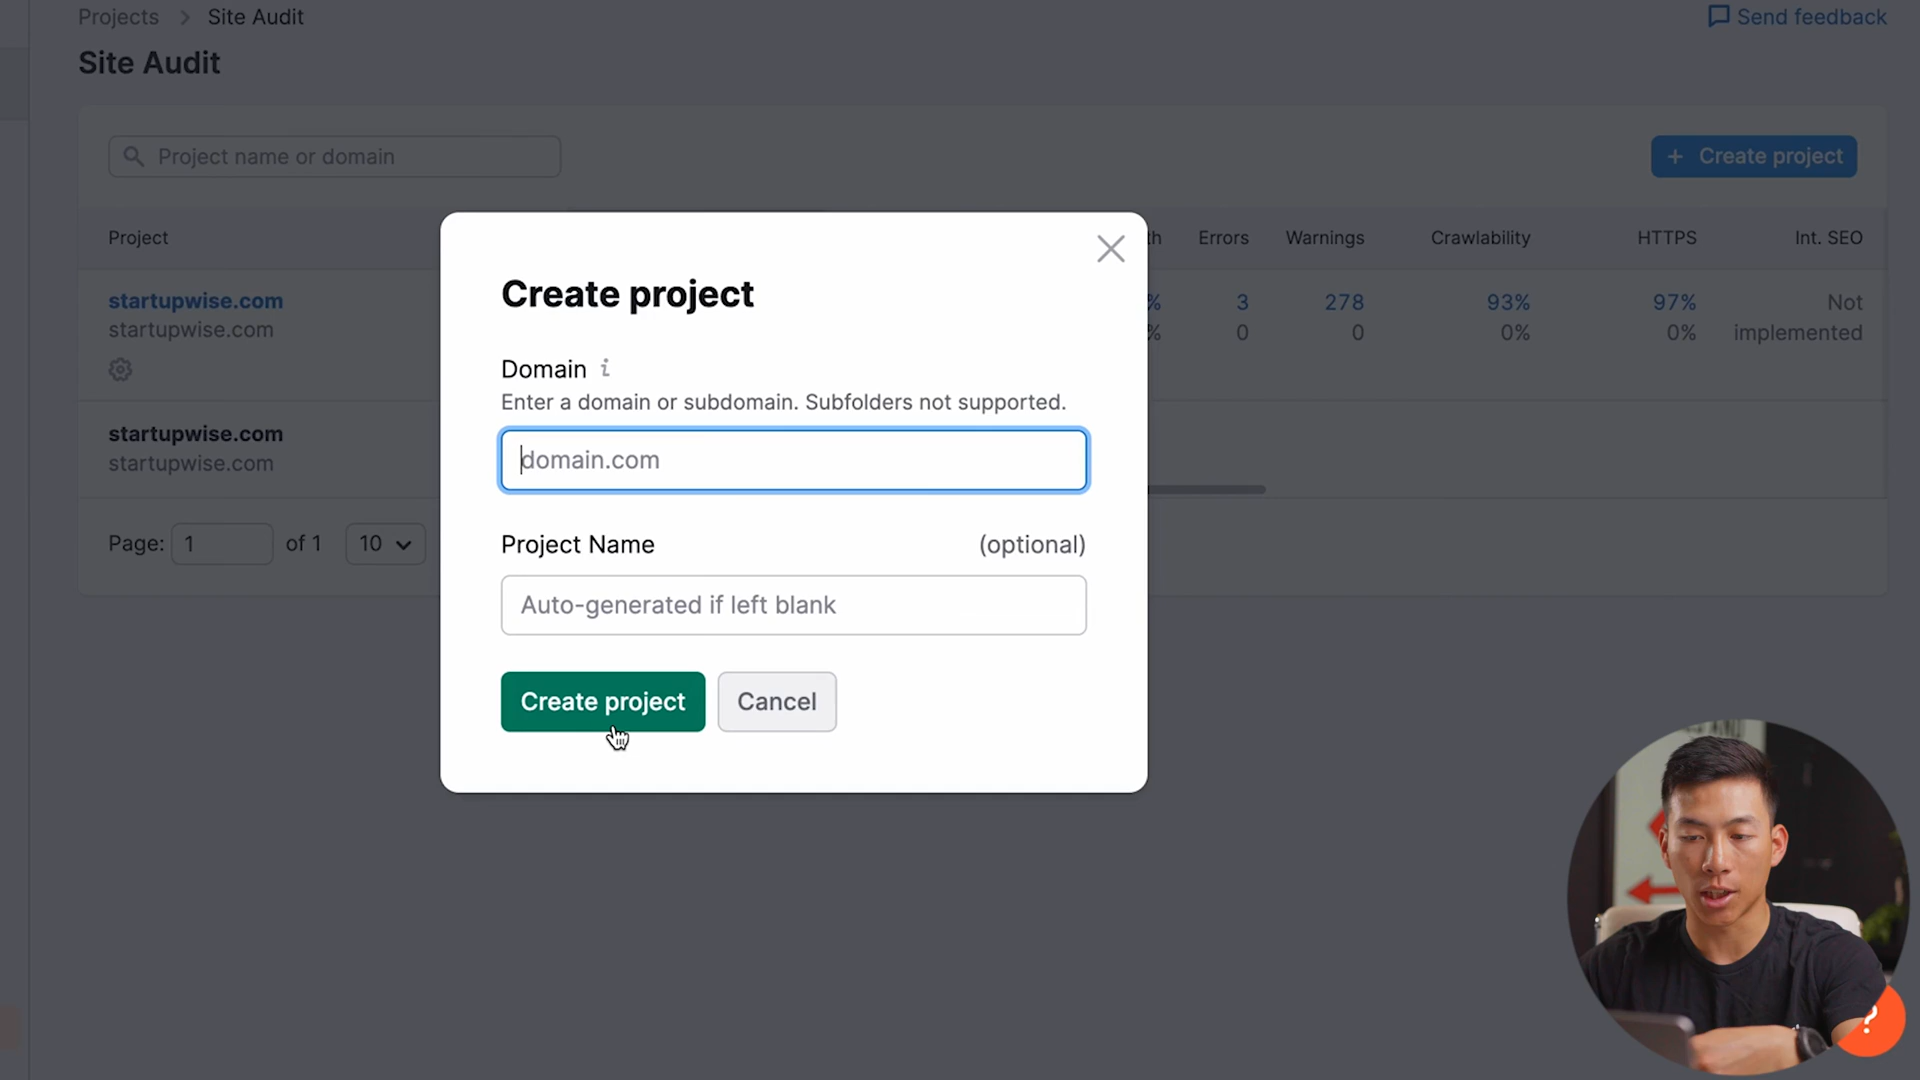 Projects > Site Audit
Send feedback
Site Audit
Project name or domain
+ Create project
Project
Errors
Warnings
Crawlability
HTTPS
Int. SEO
startupwise.com
startupwise.com
% 3 278 93% 97% Not
% 0 0 0% 0% implemented
startupwise.com
startupwise.com
Page: 1 of 1 10
Create project
Domain i
Enter a domain or subdomain. Subfolders not supported.
domain.com
Project Name (optional)
Auto-generated if left blank
Create project
Cancel
?